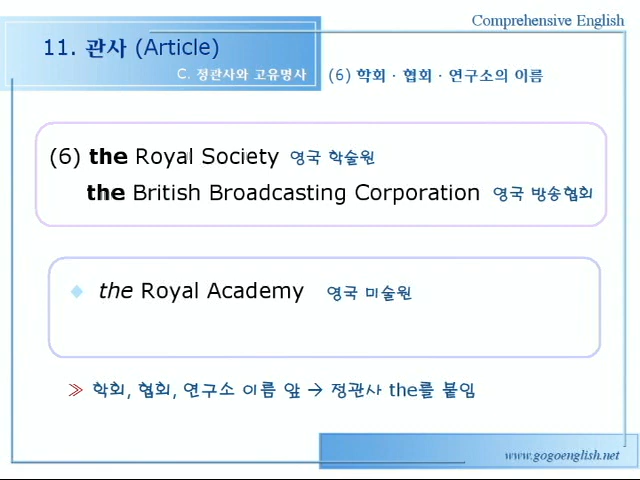 Comprehensive English
11. 관사 (Article)
C. 정관사와 고유명사
(6) 학회 · 협회 · 연구소의 이름
(6) the Royal Society 영국 학술원
the British Broadcasting Corporation 영국 방송협회
◆ the Royal Academy 영국 미술원
≫ 학회, 협회, 연구소 이름 앞 → 정관사 the를 붙임
www.gogoenglish.net